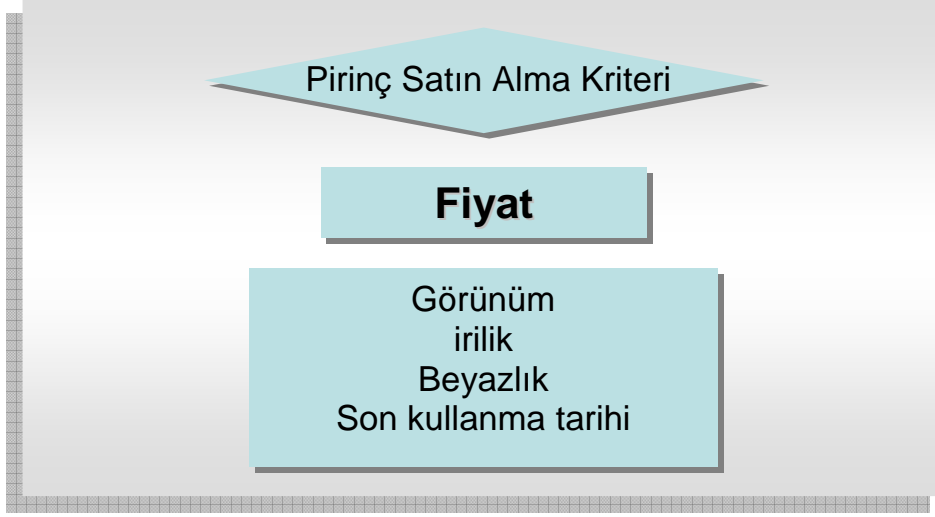 Pirinç Satın Alma Kriteri
Fiyat
Görünüm
irilik
Beyazlık
Son kullanma tarihi